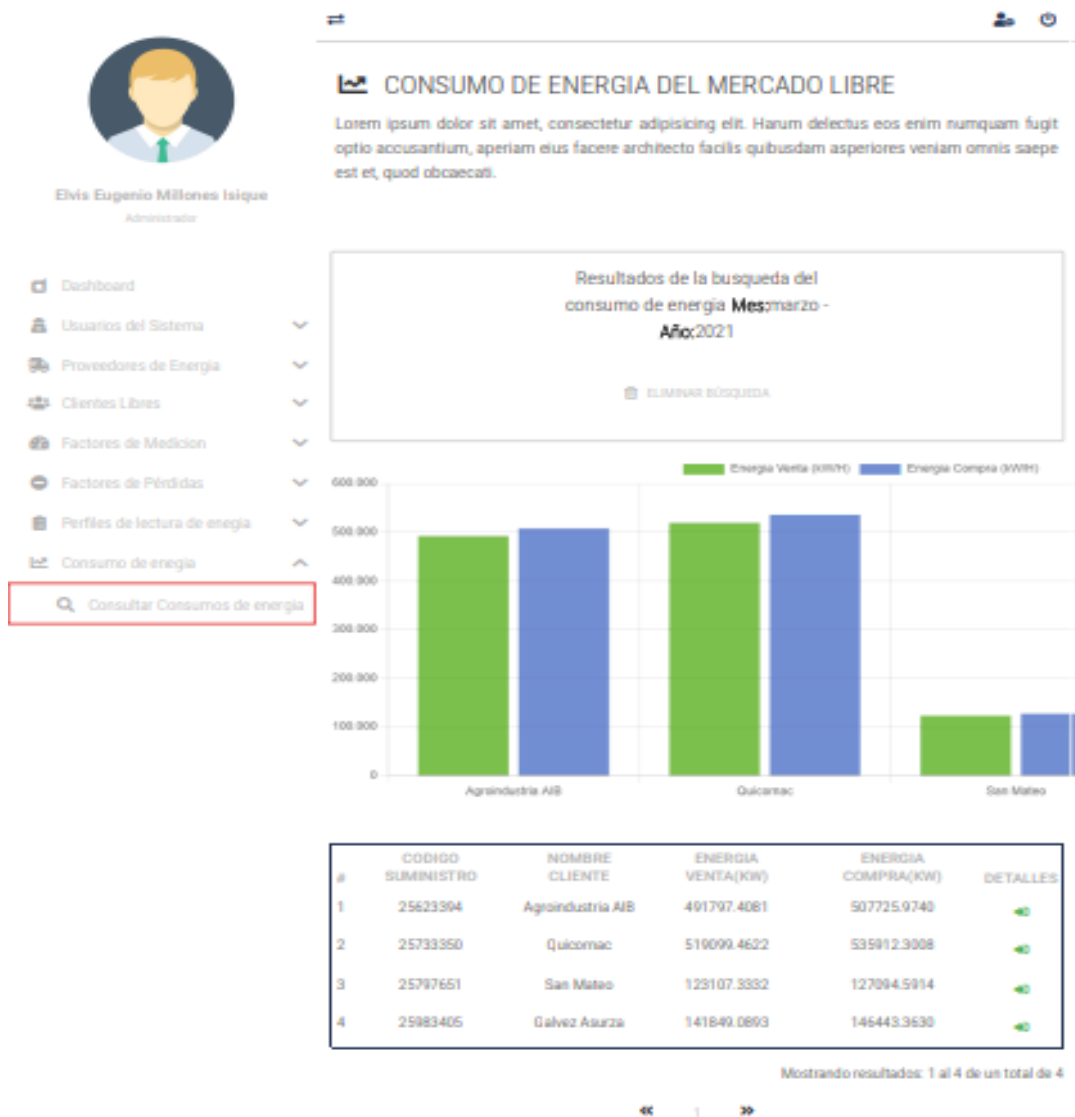 Elvis Eugenio Millones Isique
Administrador
Dashboard
Usuarios del Sistema
Proveedores de Energia
Clientes Libres
Factores de Medicion
Factores de Pérdidas
Perfiles de lectura de enegia
Consumo de enegia
Consultar Consumos de energia
CONSUMO DE ENERGIA DEL MERCADO LIBRE
Lorem ipsum dolor sit amet, consectetur adipisicing elit. Harum delectus eos enim numquam fugit
optio accusantium, aperiam eius facere architecto facilis quibusdam asperiores veniam omnis saepe
est et, quod obcaecati.
Resultados de la busqueda del
consumo de energia Mes:marzo -
Año:2021
ELIMINAR BÚSQUEDA
Energia Venta (kW/H) Energia Compra (kW/H)
600.000
500.000
400.000
300.000
200.000
100.000
0
Agroindustria AIB Quicornac San Mateo
# CODIGO SUMINISTRO NOMBRE CLIENTE ENERGIA VENTA(KW) ENERGIA COMPRA(KW) DETALLES
1 25623394 Agroindustria AIB 491797.4081 507725.9740
2 25733350 Quicornac 519099.4622 535912.3008
3 25797651 San Mateo 123107.3332 127094.5914
4 25983405 Galvez Asurza 141849.0893 146443.3630
Mostrando resultados: 1 al 4 de un total de 4
1